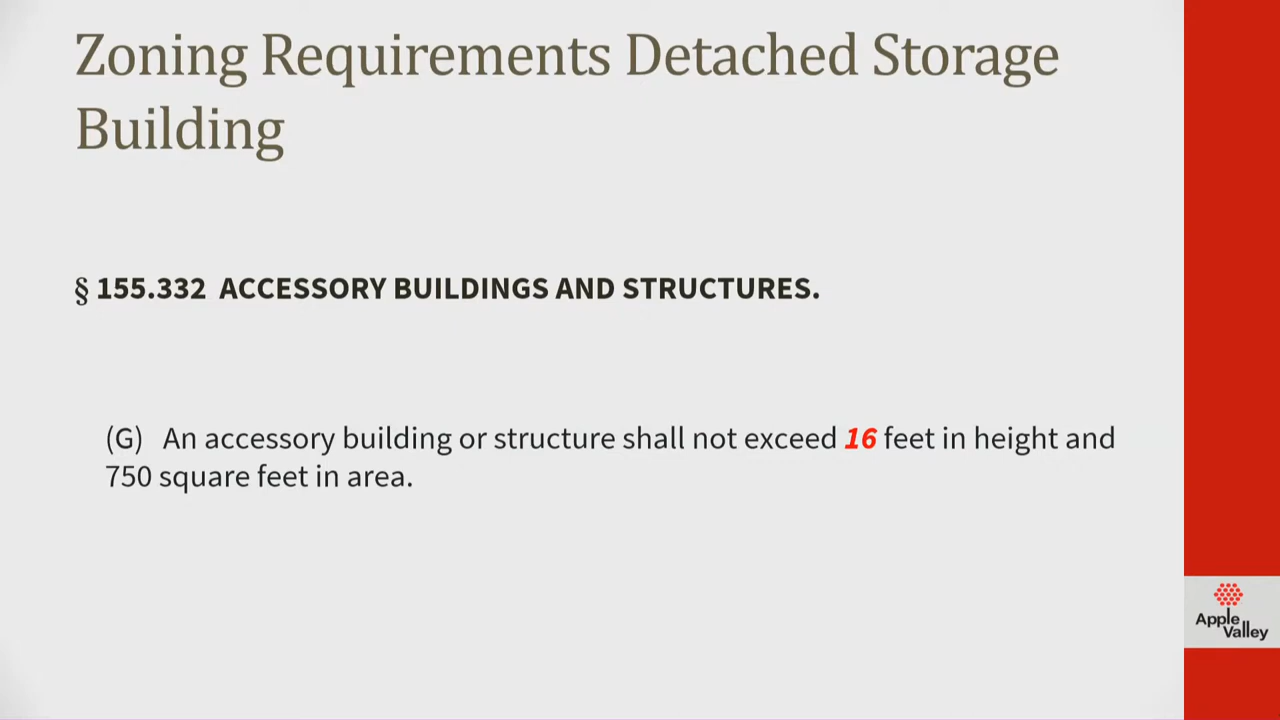 Zoning Requirements Detached Storage
Building
§ 155.332 ACCESSORY BUILDINGS AND STRUCTURES.
(G) An accessory building or structure shall not exceed 16 feet in height and
750 square feet in area.
Apple
Valley